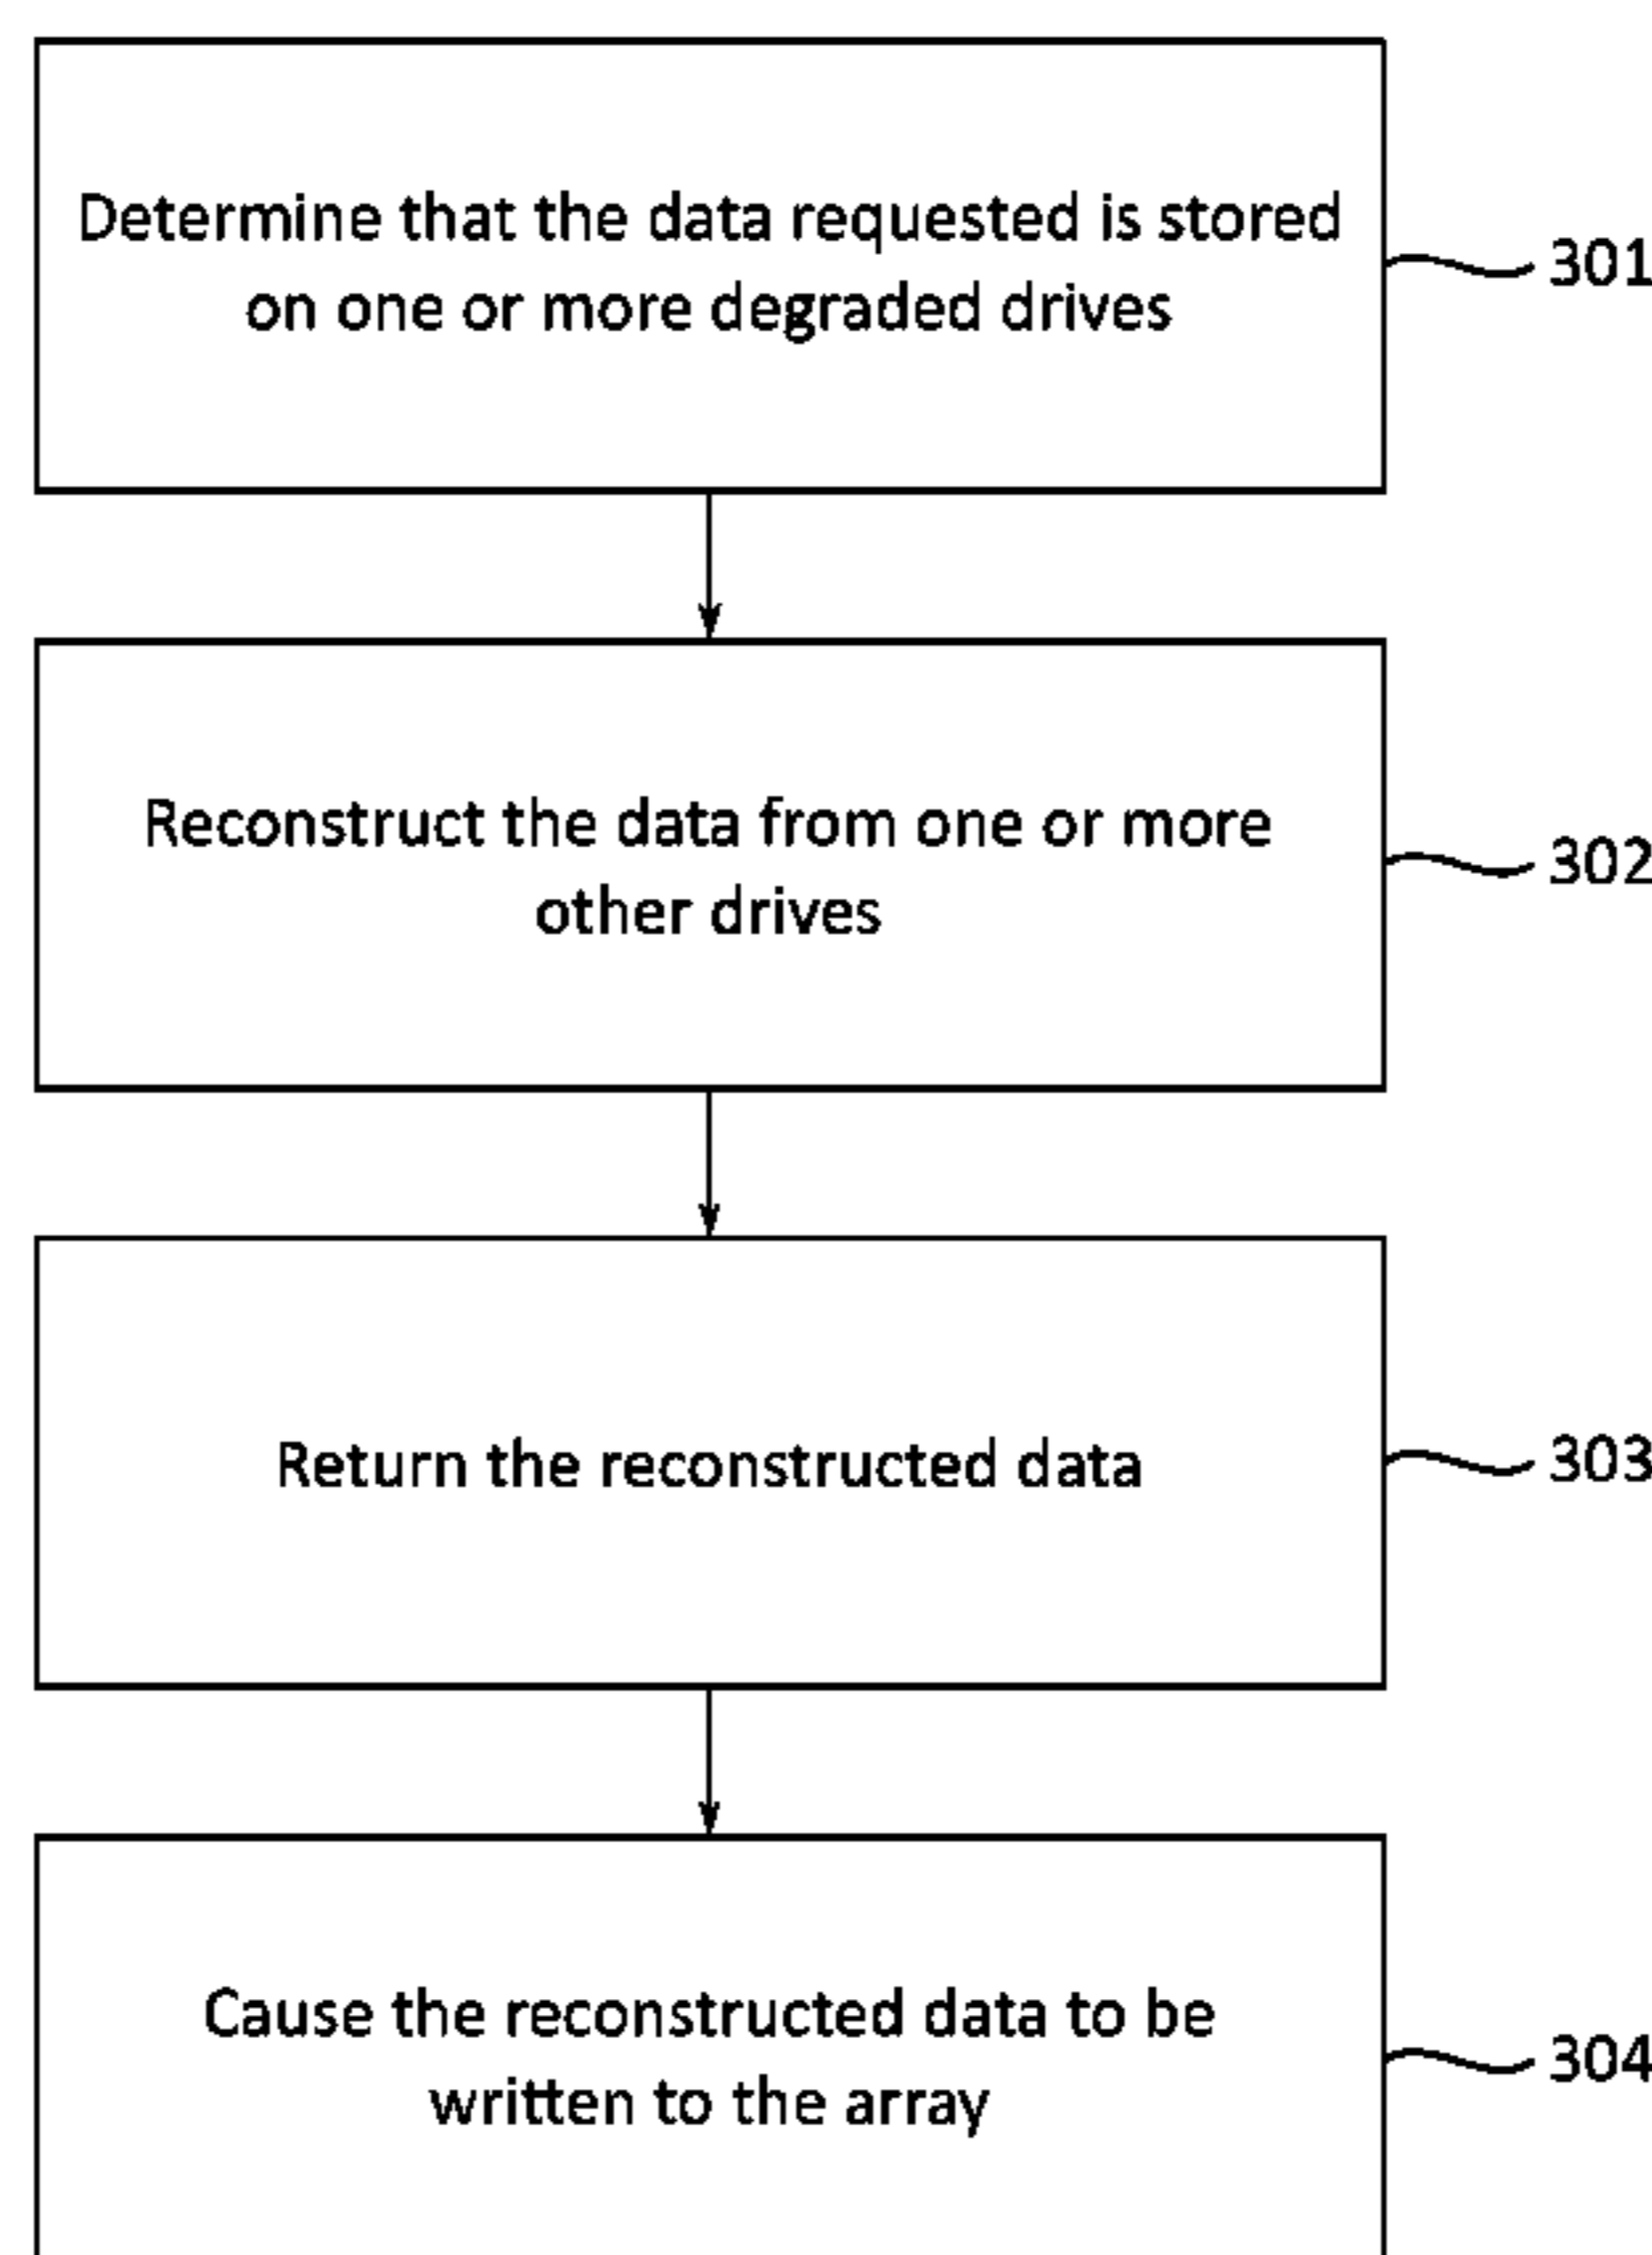 Determine that the data requested is stored
on one or more degraded drives
301
Reconstruct the data from one or more
other drives
302
Return the reconstructed data
303
Cause the reconstructed data to be
written to the array
304